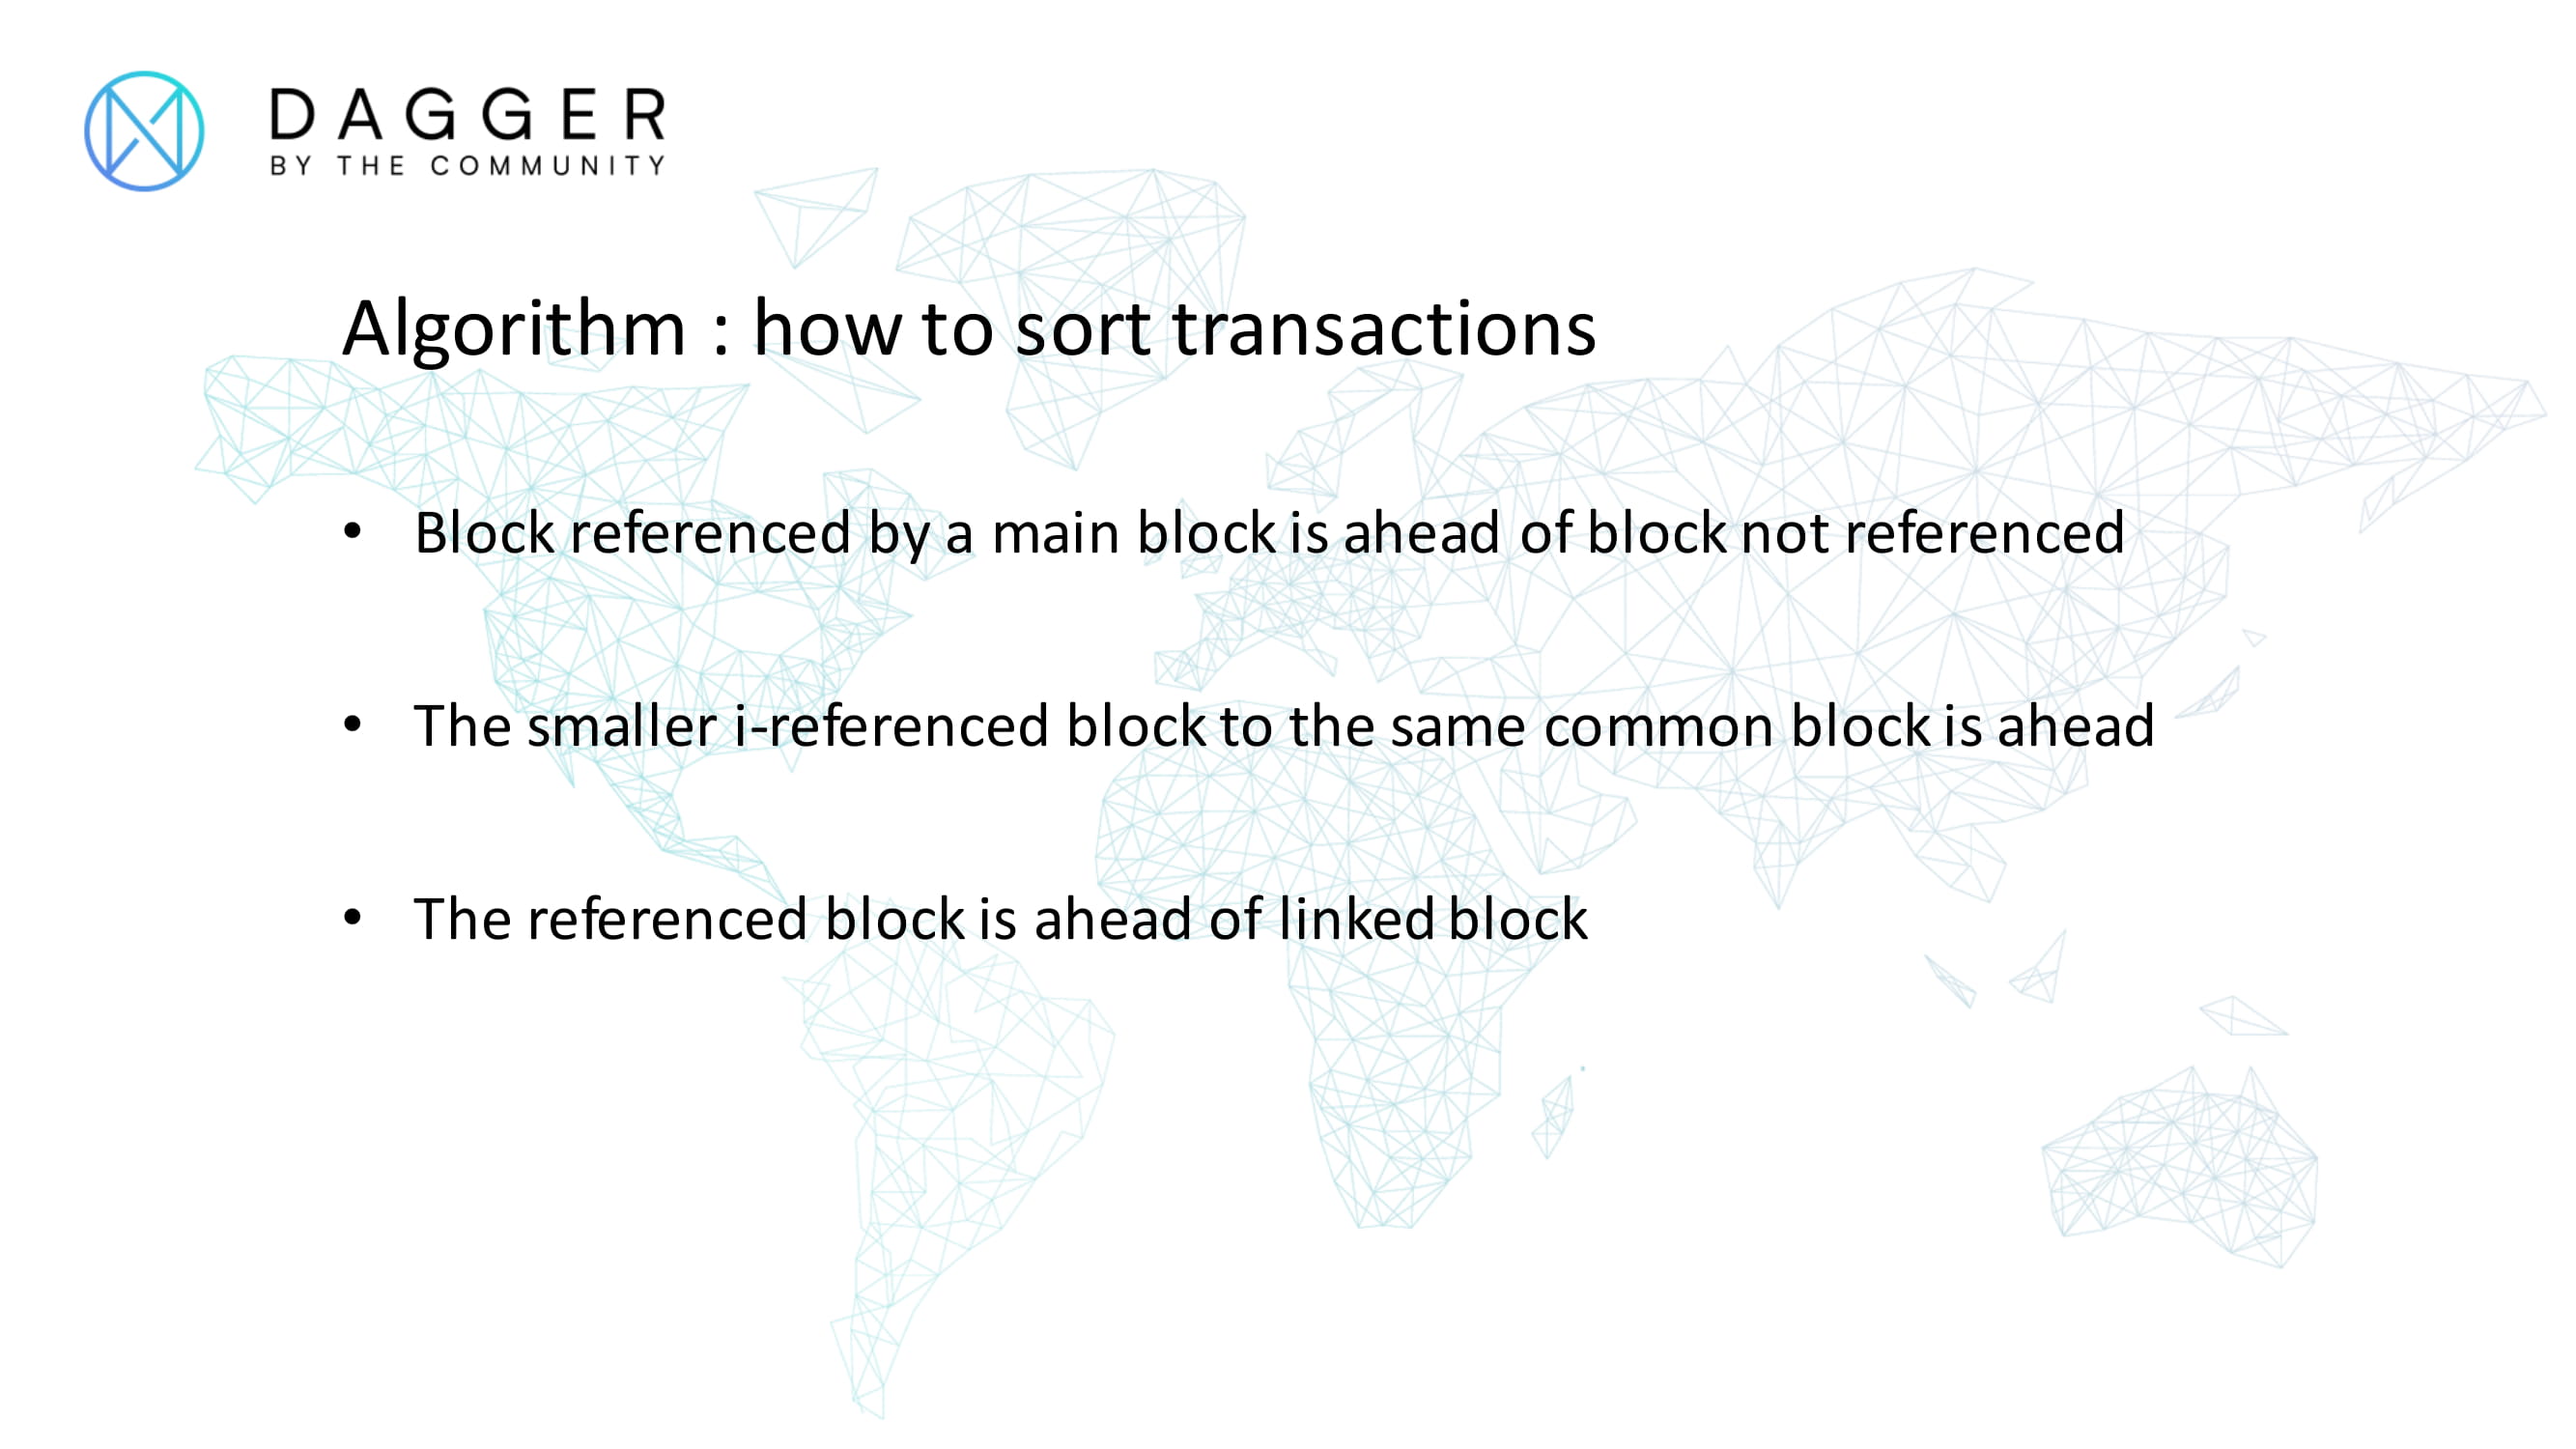 DAGGER
BY THE COMMUNITY
Algorithm : how to sort transactions
• Block referenced by a main block is ahead of block not referenced
• The smaller i-referenced block to the same common block is ahead
• The referenced block is ahead of linked block